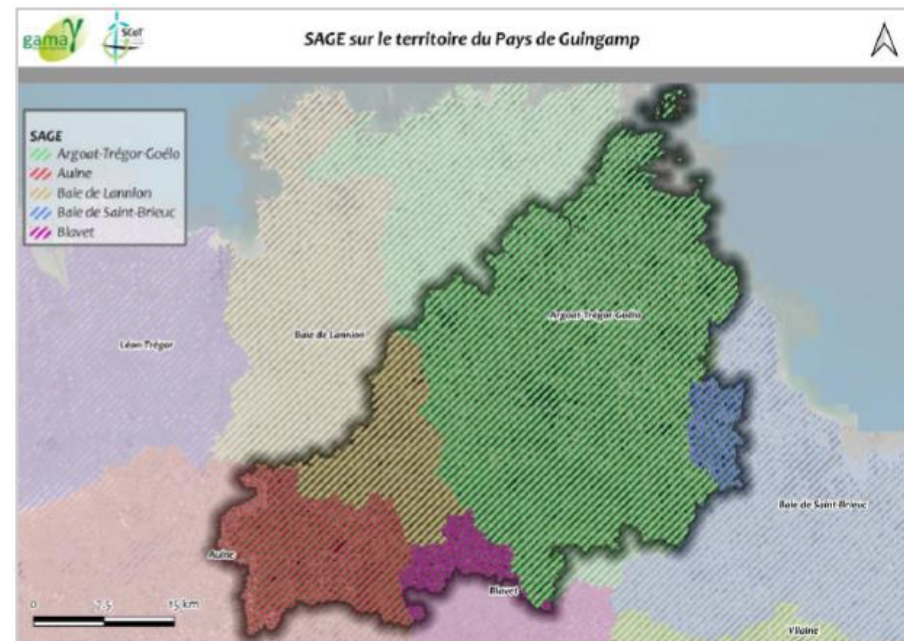 gama
SCoT
SAGE sur le territoire du Pays de Guingamp
SAGE
Argoat-Trégor-Goëlo
Aulne
Baie de Lannion
Baie de Saint-Brieuc
Blavet
Argoat-Trégor-Goëlo
Baie de Lannion
Léon-Trégor
Baie de Saint-Brieuc
Aulne
Blavet
Vilaine
0 7,5 15 km